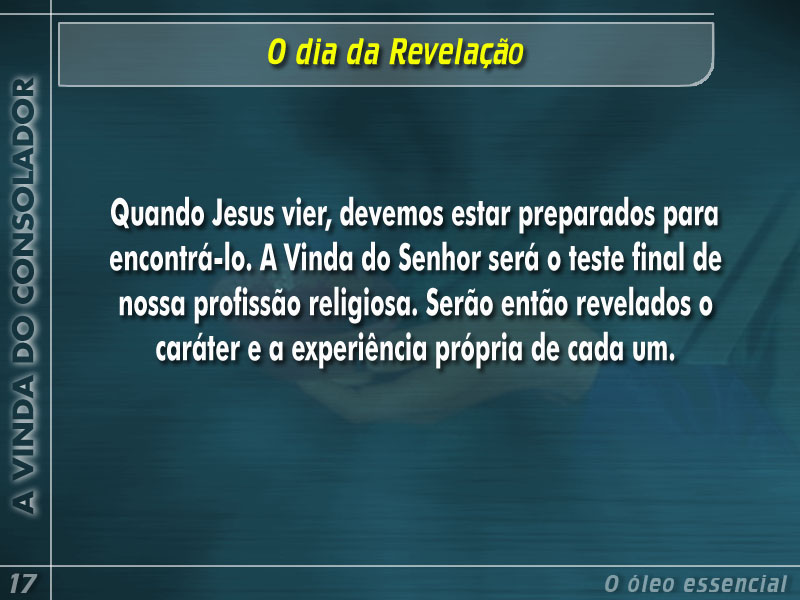 O dia da Revelação
A VINDA DO CONSOLADOR
Quando Jesus vier, devemos estar preparados para
encontrá-lo. A Vinda do Senhor será o teste final de
nossa profissão religiosa. Serão então revelados o
caráter e a experiência própria de cada um.
17
O óleo essencial